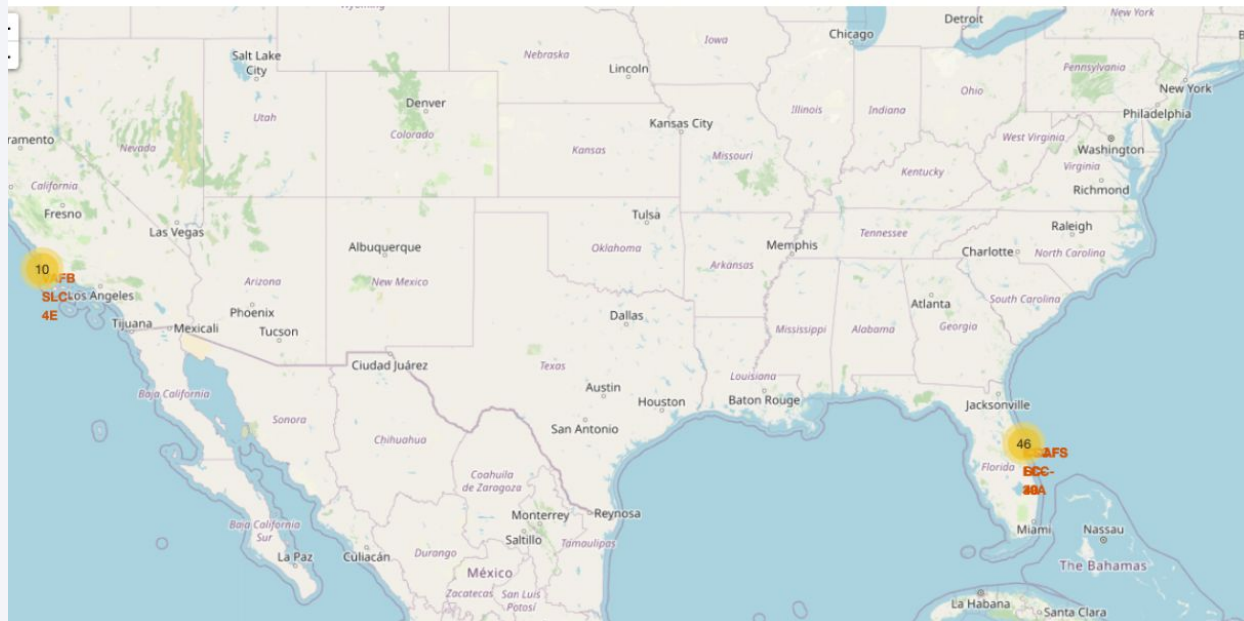 Wyoming
New York
Detroit
Chicago
Iowa
Nebraska
Salt Lake
City
Lincoln
Pennsylvania
New York
Ohio
Illinois
Indiana
Denver
Utah
Philadelphia
Kansas City
Colorado
ramento
Nevada
West Virginia
Washington
Kansas
Missouri
Virginia
Kentucky
California
Richmond
Fresno
Tulsa
Las Vegas
Raleigh
Tennessee
Albuquerque
Memphis
Charlotte
North Carolina
Oklahoma
Arkansas
10
Arizona
New Mexico
SLC-
Los Angeles
4E
South Carolina
Atlanta
Phoenix
Dallas
Tijuana
Mexicali
Tucson
Mississippi
Alabama
Georgia
Ciudad Juárez
Texas
Louisiana
Austin
Baja California
Houston
Baton Rouge
Jacksonville
Sonora
San Antonio
Chihuahua
46
Florida
Coahuila
de Zaragoza
Monterrey
Reynosa
Baja California
Sur
Miami
Nassau
Saltillo
Tamaulipas
La Paz
Culiacán
Durango
The Bahamas
México
Zacatecas
San Luis
Potosí
La Habana
Santa Clara